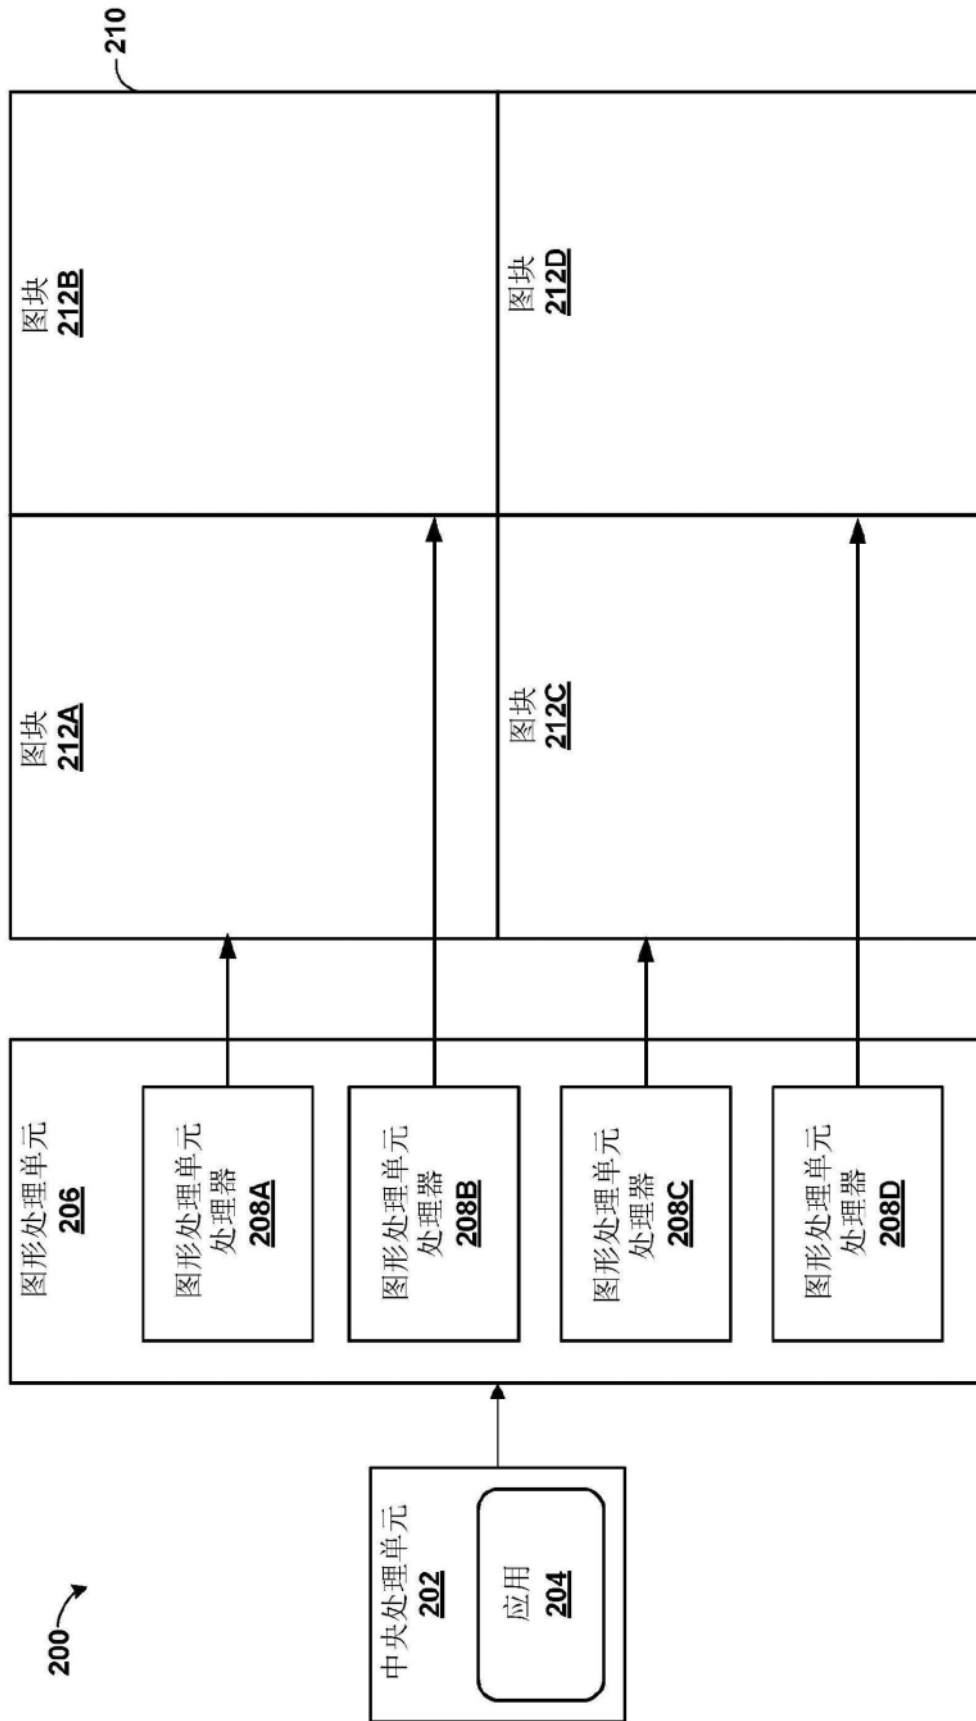 200
中央处理单元
202
应用
204
图形处理单元
206
图形处理单元
处理器
208A
图形处理单元
处理器
208B
图形处理单元
处理器
208C
图形处理单元
处理器
208D
210
图块
212A
图块
212B
图块
212C
图块
212D